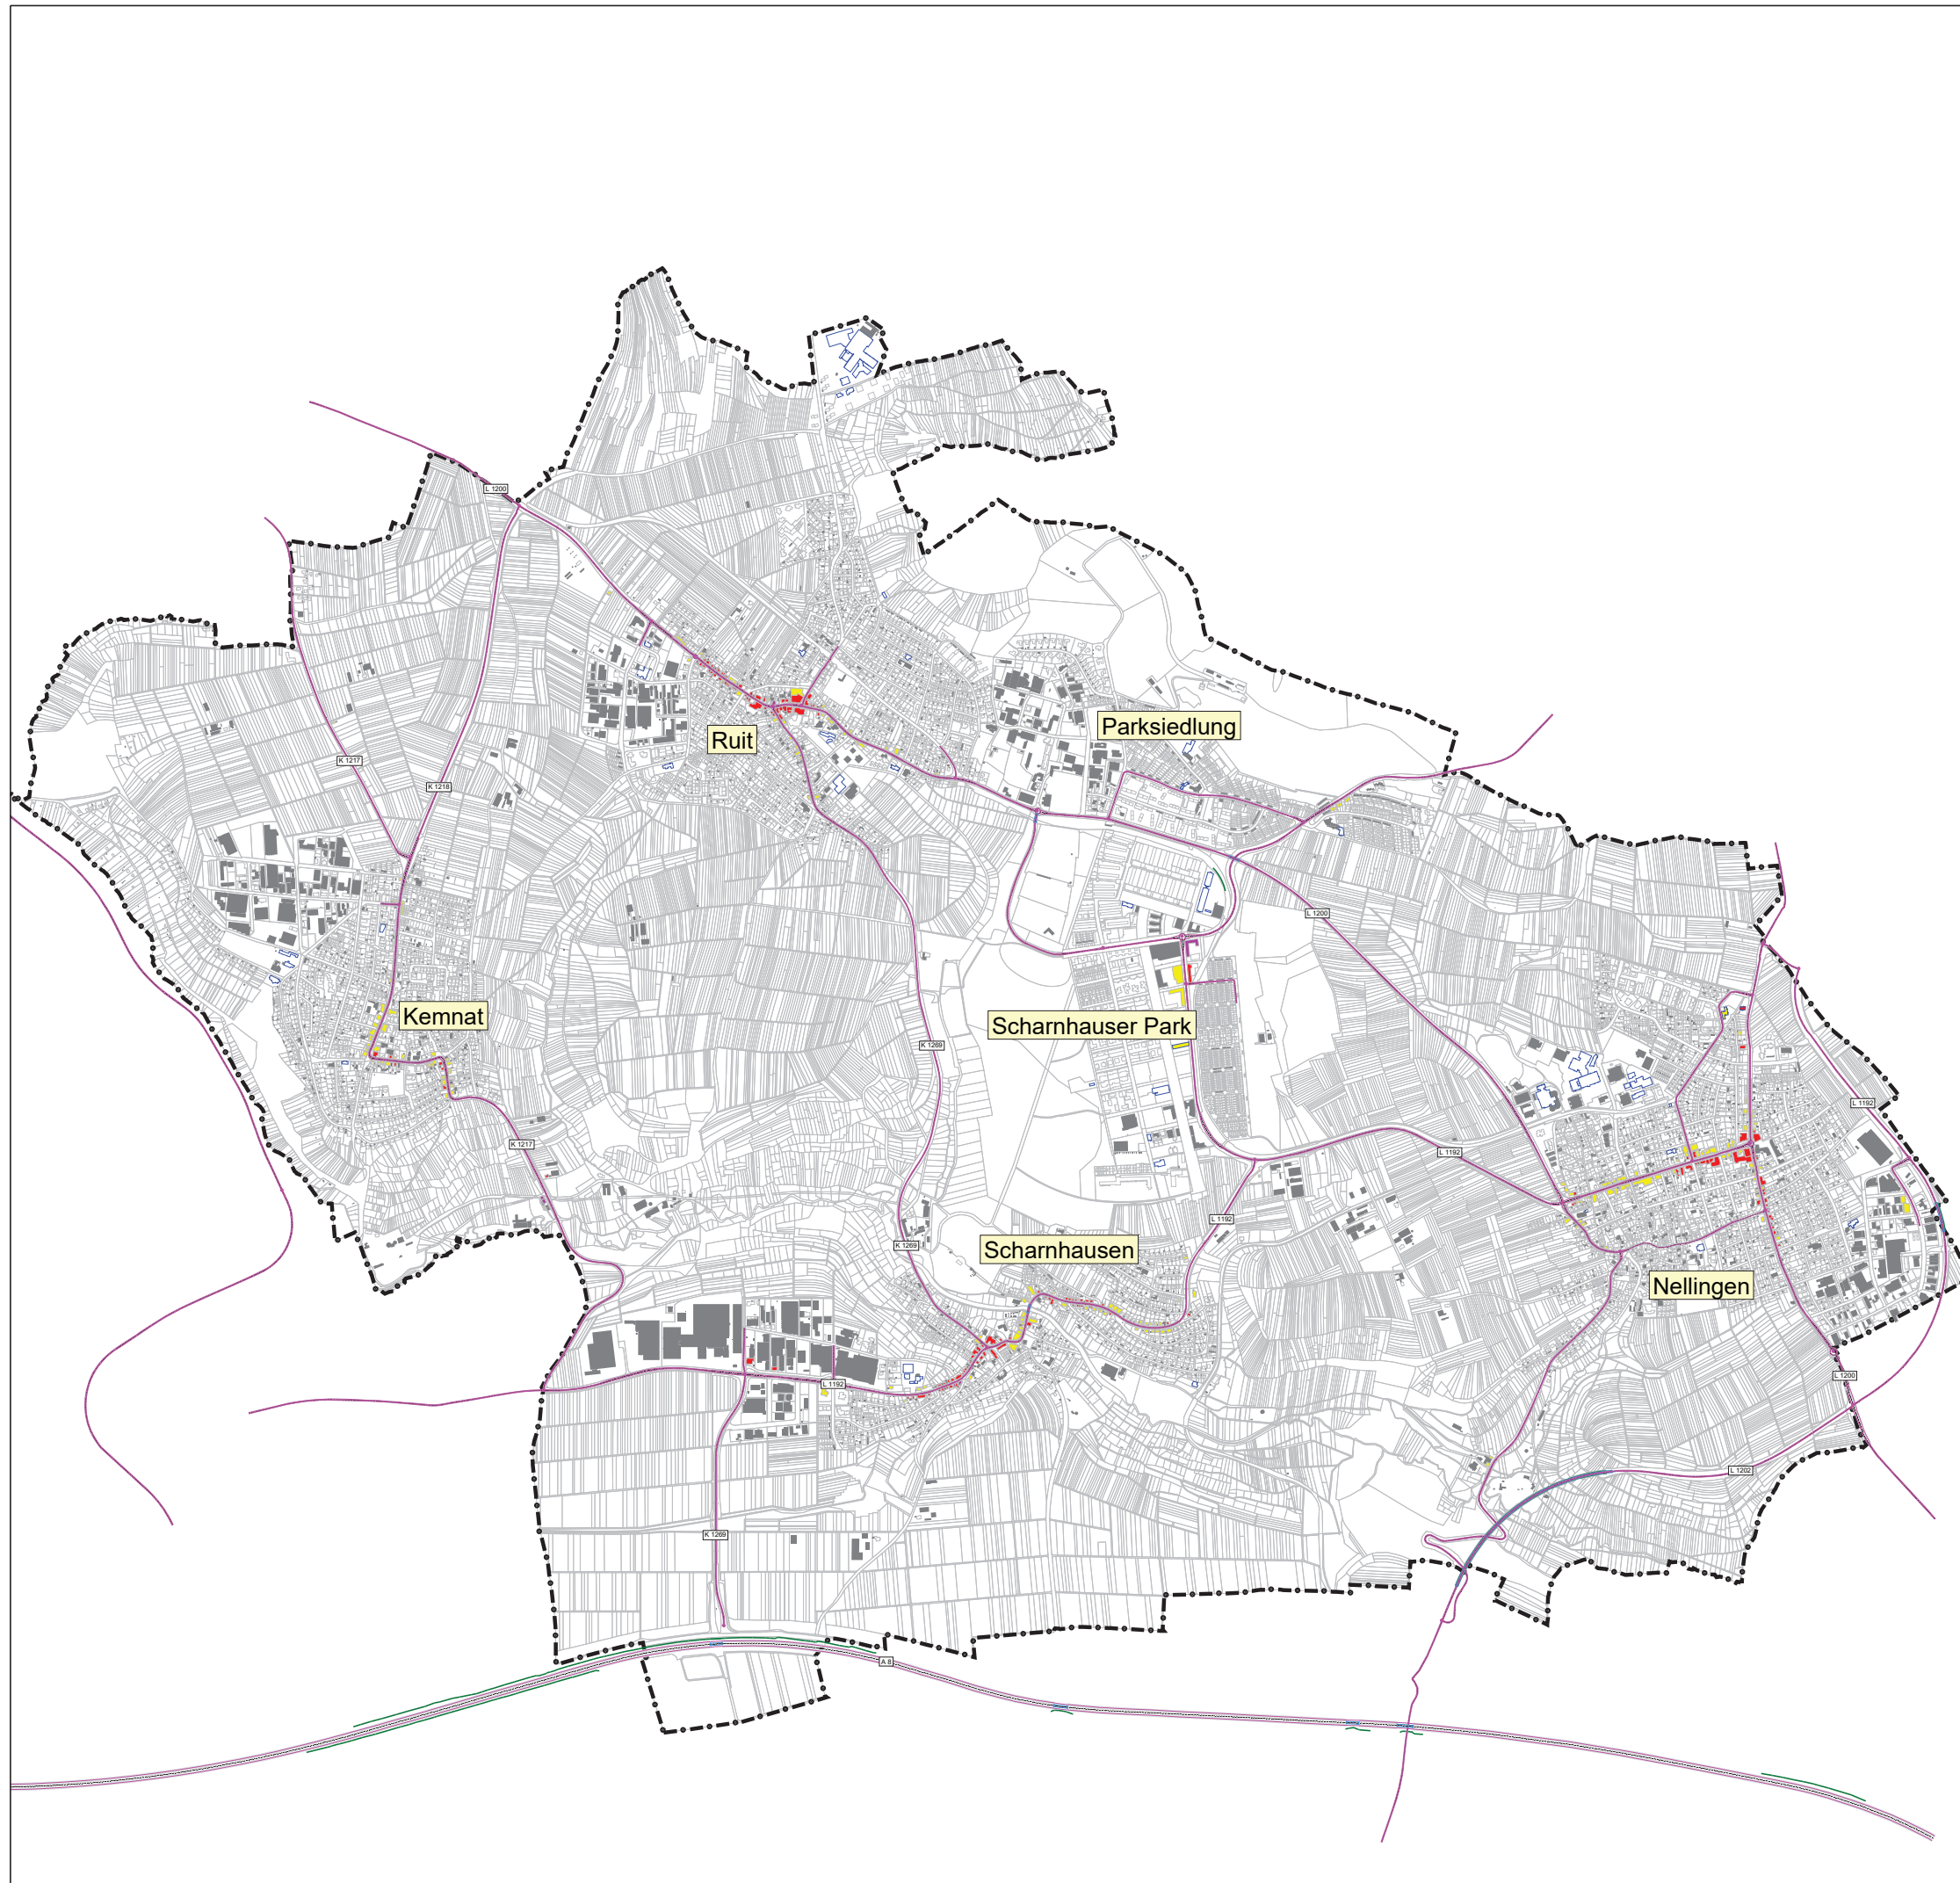 L 1200
Parksiedlung
Ruit
K 1217
K 1218
L 1200
Kemnat
Scharnhauser Park
K 1269
L 1192
K 1217
L 1192
L 1192
K 1269
Scharnhausen
Nellingen
L 1200
L 1192
L 1202
K 1269
A 8